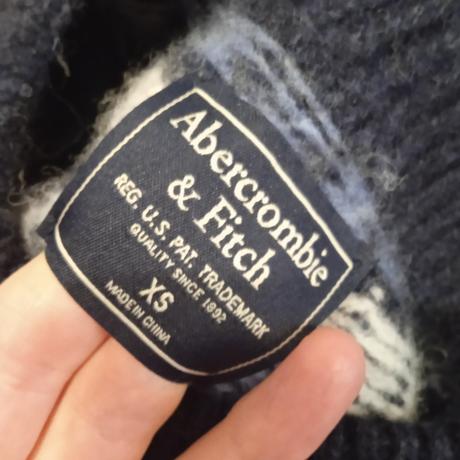 Abercrombie
& Fitch
REG. U.S. PAT. TRADEMARK
QUALITY SINCE 1892
XS
MADE IN CHINA